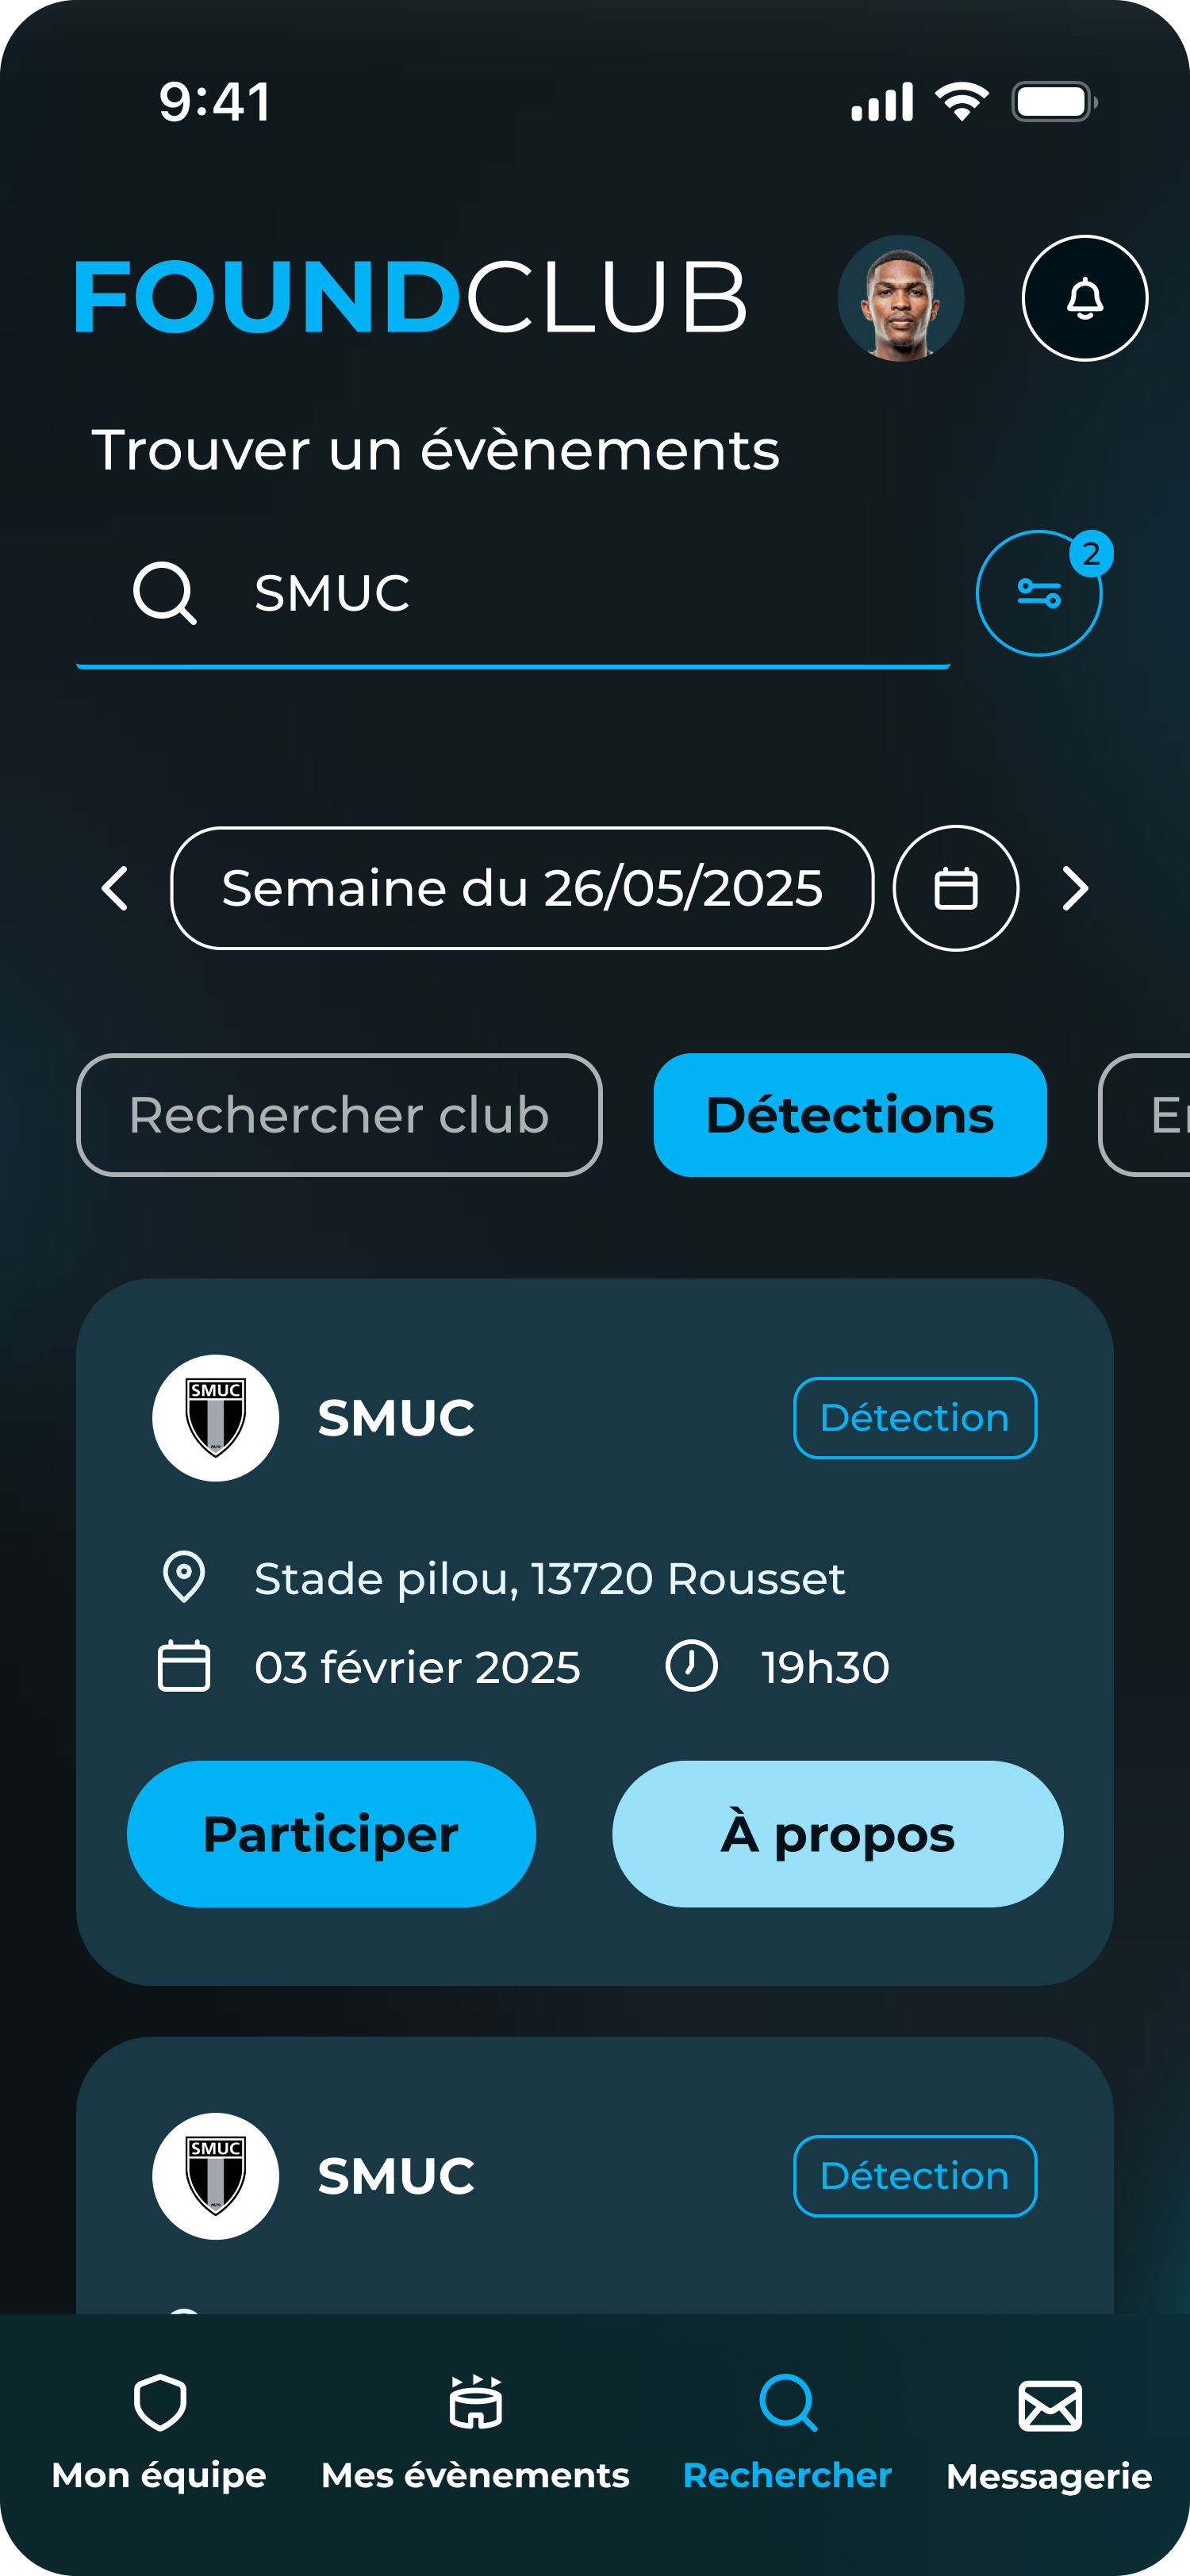 9:41
FOUNDCLUB
Trouver un évènements
2
SMUC
Semaine du 26/05/2025
Rechercher club
Détections
SMUC
SMUC
Détection
Stade pilou, 13720 Rousset
03 février 2025
19h30
Participer
À propos
SMUC
SMUC
Détection
Mon équipe
Mes évènements
Rechercher
Messagerie